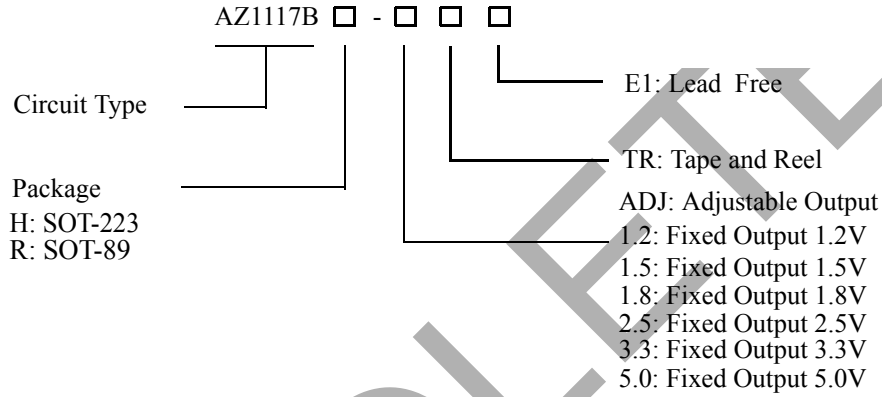 AZ1117B □ - □ □ □
Circuit Type
E1: Lead Free
TR: Tape and Reel
Package
H: SOT-223
R: SOT-89
ADJ: Adjustable Output
1.2: Fixed Output 1.2V
1.5: Fixed Output 1.5V
1.8: Fixed Output 1.8V
2.5: Fixed Output 2.5V
3.3: Fixed Output 3.3V
5.0: Fixed Output 5.0V